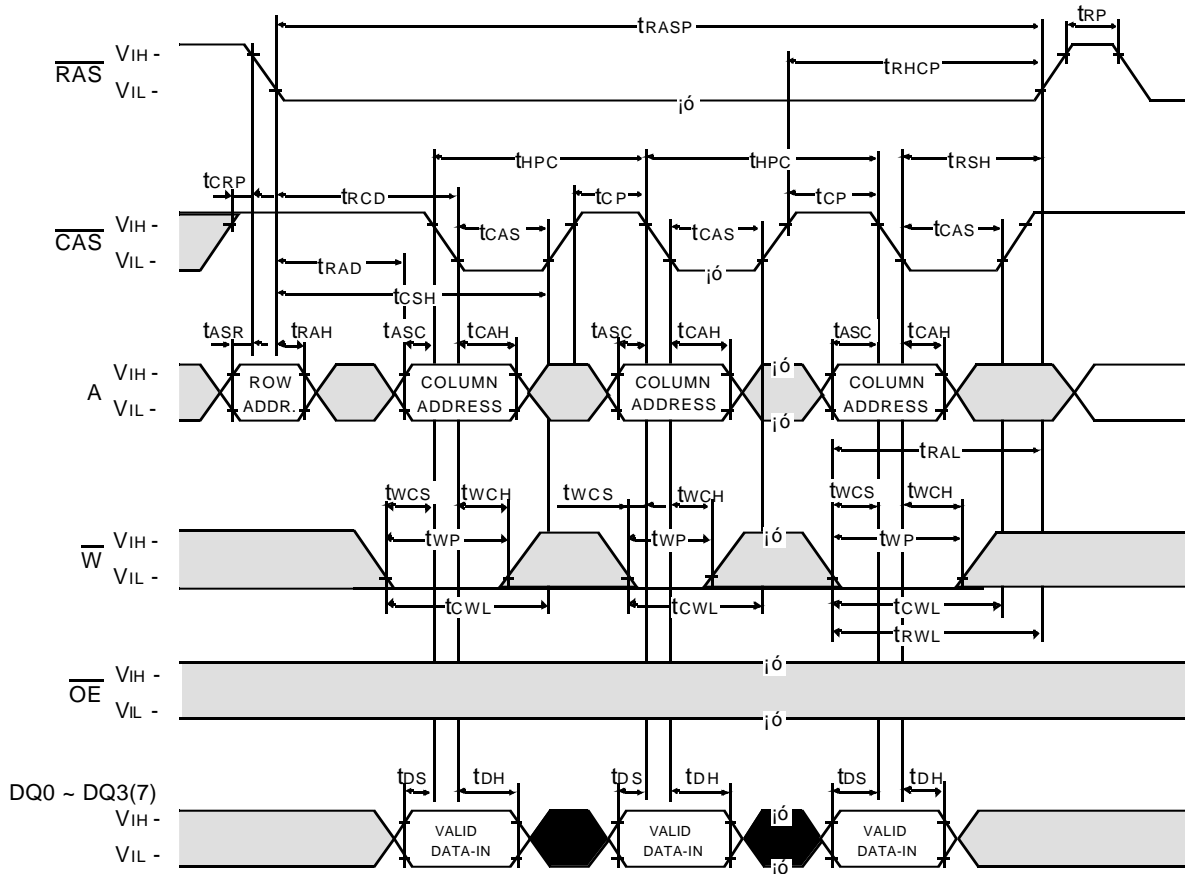 tRASP
tRP
RAS
VIH -
VIL -
tRHCP
¡ó
tHPC
tHPC
tRSH
tCRP
tRCD
tCP
tCP
CAS
VIH -
VIL -
tCAS
tCAS
tCAS
tRAD
¡ó
tCSH
tASR
tRAH
tASC
tCAH
tASC
tCAH
tASC
tCAH
A
VIH -
VIL -
ROW
ADDR.
COLUMN
ADDRESS
COLUMN
ADDRESS
¡ó
¡ó
COLUMN
ADDRESS
tRAL
tWCS
tWCH
tWCS
tWCH
tWCS
tWCH
W
VIH -
VIL -
tWP
tWP
¡ó
tWP
tCWL
tCWL
tCWL
tRWL
OE
VIH -
VIL -
¡ó
¡ó
tDS
tDH
tDS
tDH
tDS
tDH
DQ0 ~ DQ3(7)
VIH -
VIL -
VALID
DATA-IN
VALID
DATA-IN
¡ó
¡ó
VALID
DATA-IN